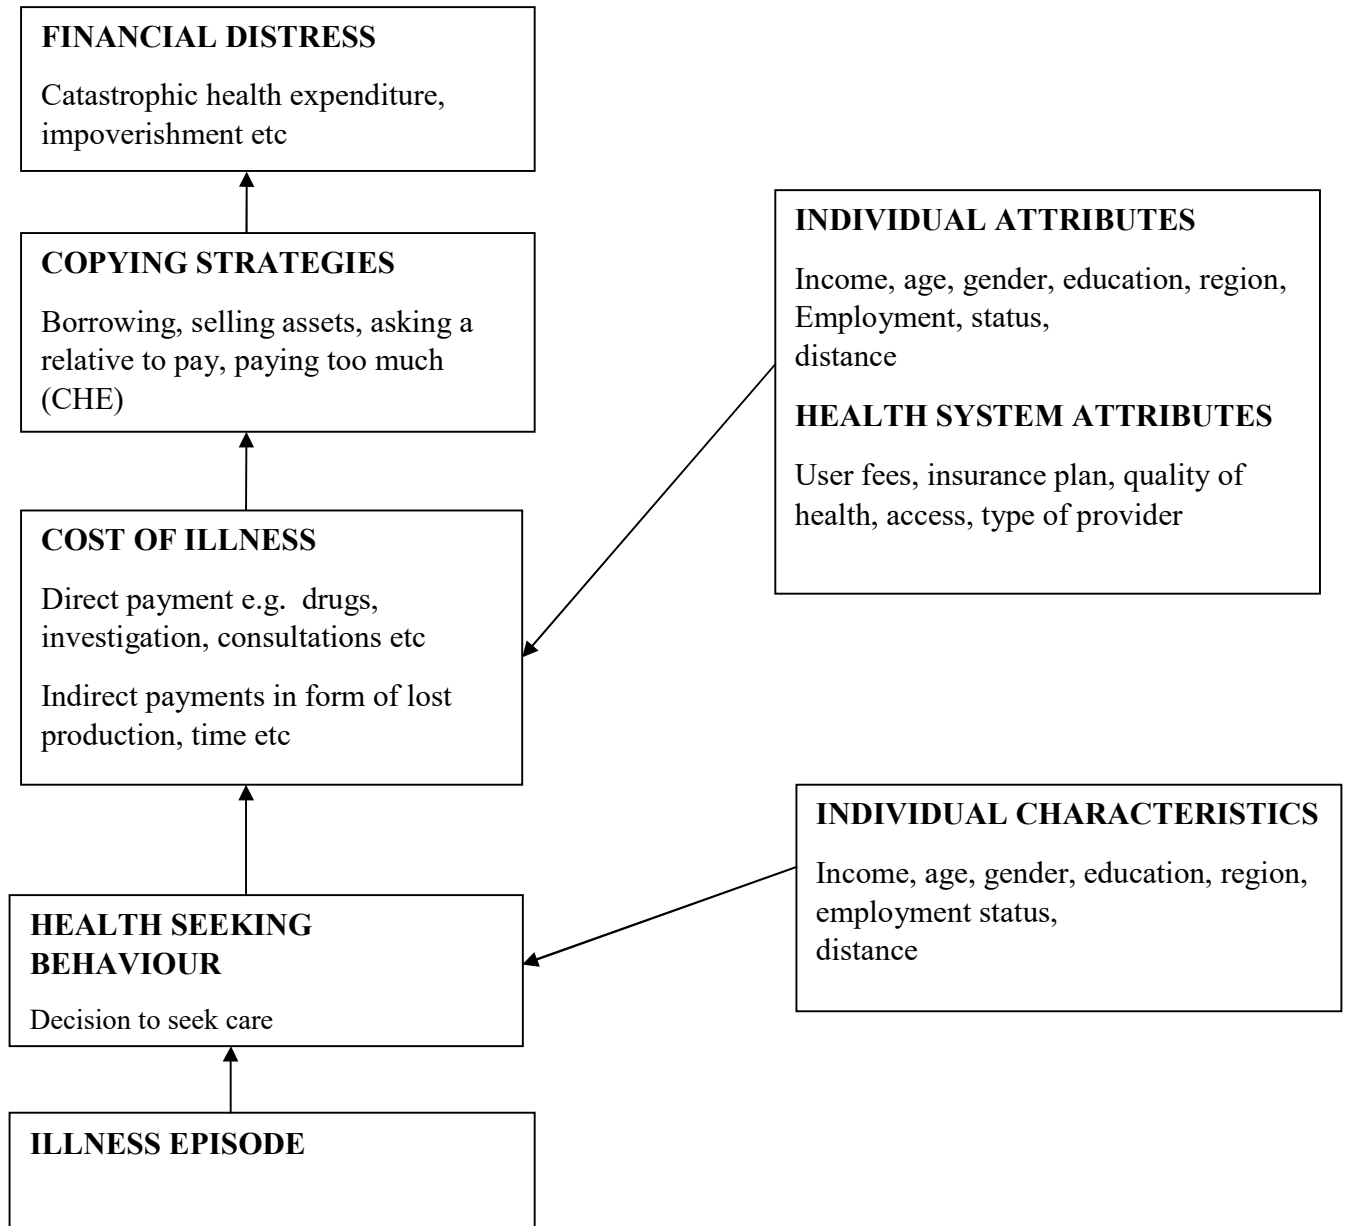 FINANCIAL DISTRESS
Catastrophic health expenditure,
impoverishment etc
COPYING STRATEGIES
Borrowing, selling assets, asking a
relative to pay, paying too much
(CHE)
INDIVIDUAL ATTRIBUTES
Income, age, gender, education, region,
Employment, status,
distance
HEALTH SYSTEM ATTRIBUTES
User fees, insurance plan, quality of
health, access, type of provider
COST OF ILLNESS
Direct payment e.g. drugs,
investigation, consultations etc
Indirect payments in form of lost
production, time etc
INDIVIDUAL CHARACTERISTICS
Income, age, gender, education, region,
employment status,
distance
HEALTH SEEKING
BEHAVIOUR
Decision to seek care
ILLNESS EPISODE